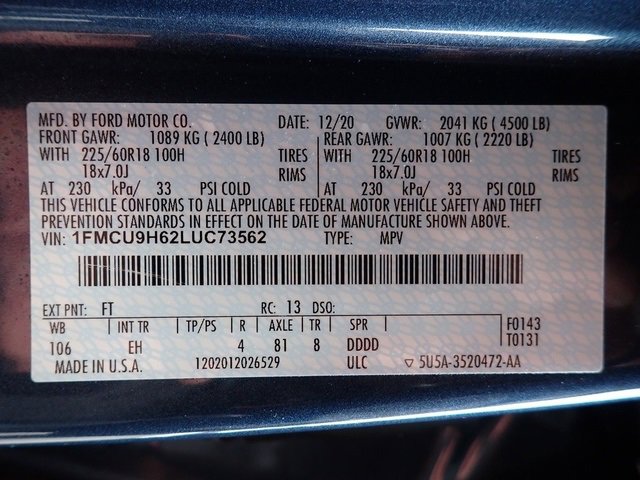 MFD. BY FORD MOTOR CO. DATE: 12/20 GVWR: 2041 KG ( 4500 LB)
FRONT GAWR: 1089 KG ( 2400 LB) REAR GAWR: 1007 KG ( 2220 LB)
WITH 225/60R18 100H TIRES WITH 225/60R18 100H TIRES
18x7.0J RIMS 18x7.0J RIMS
AT 230 kPa/ 33 PSI COLD AT 230 kPa/ 33 PSI COLD
THIS VEHICLE CONFORMS TO ALL APPLICABLE FEDERAL MOTOR VEHICLE SAFETY AND THEFT
PREVENTION STANDARDS IN EFFECT ON THE DATE OF MANUFACTURE SHOWN ABOVE.
VIN: 1FMCU9H62LUC73562 TYPE: MPV
EXT PNT: FT RC: 13 DSO:
WB INT TR TP/PS R AXLE TR SPR F0143
106 EH 4 81 8 DDDD T0131
MADE IN U.S.A. 1202012026529 ULC ▽ 5U5A-3520472-AA